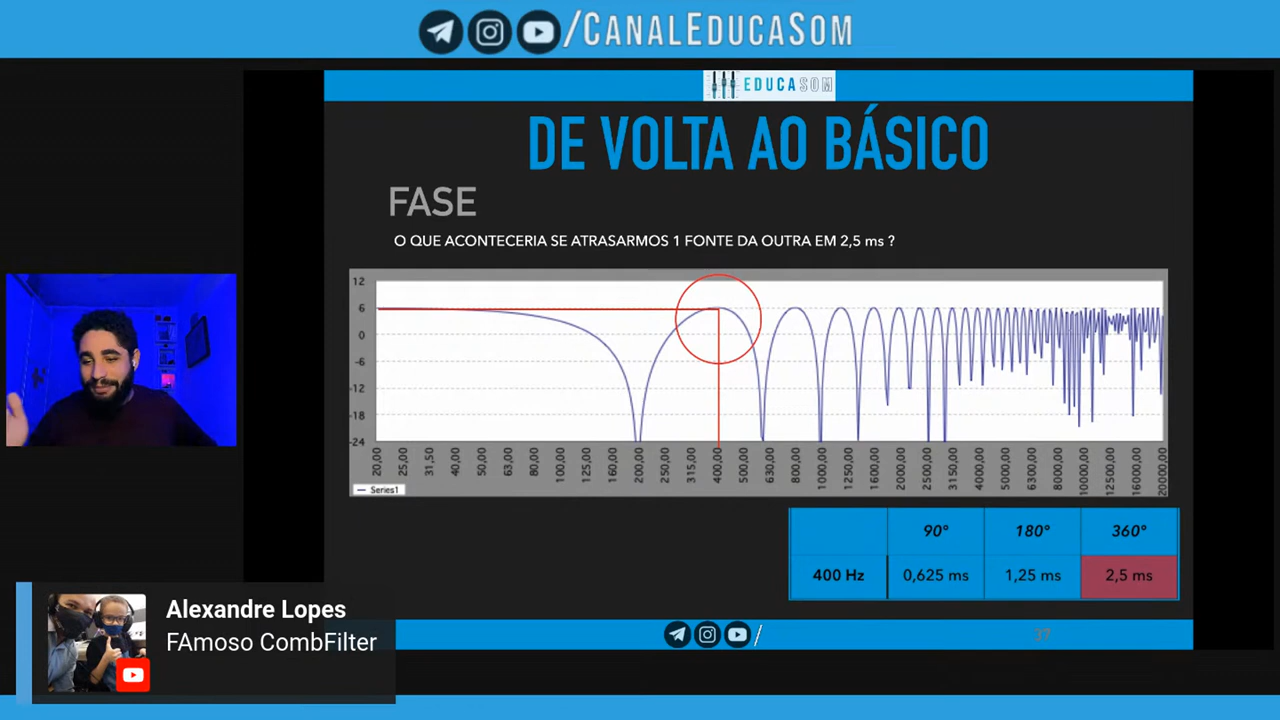 /CANALEDUCASOM
EDUCASOM
DE VOLTA AO BÁSICO
FASE
O QUE ACONTECERIA SE ATRASARMOS 1 FONTE DA OUTRA EM 2,5 ms ?
12
6
0
-6
-12
-18
-24
20,00 25,00 31,50 40,00 50,00 63,00 80,00 100,00 125,00 160,00 200,00 250,00 315,00 400,00 500,00 630,00 800,00 1000,00 1250,00 1600,00 2000,00 2500,00 3150,00 4000,00 5000,00 6300,00 8000,00 10000,00 12500,00 16000,00 20000,00
Series1
90° 180° 360°
400 Hz 0,625 ms 1,25 ms 2,5 ms
Alexandre Lopes
FAmoso CombFIlter
/
37